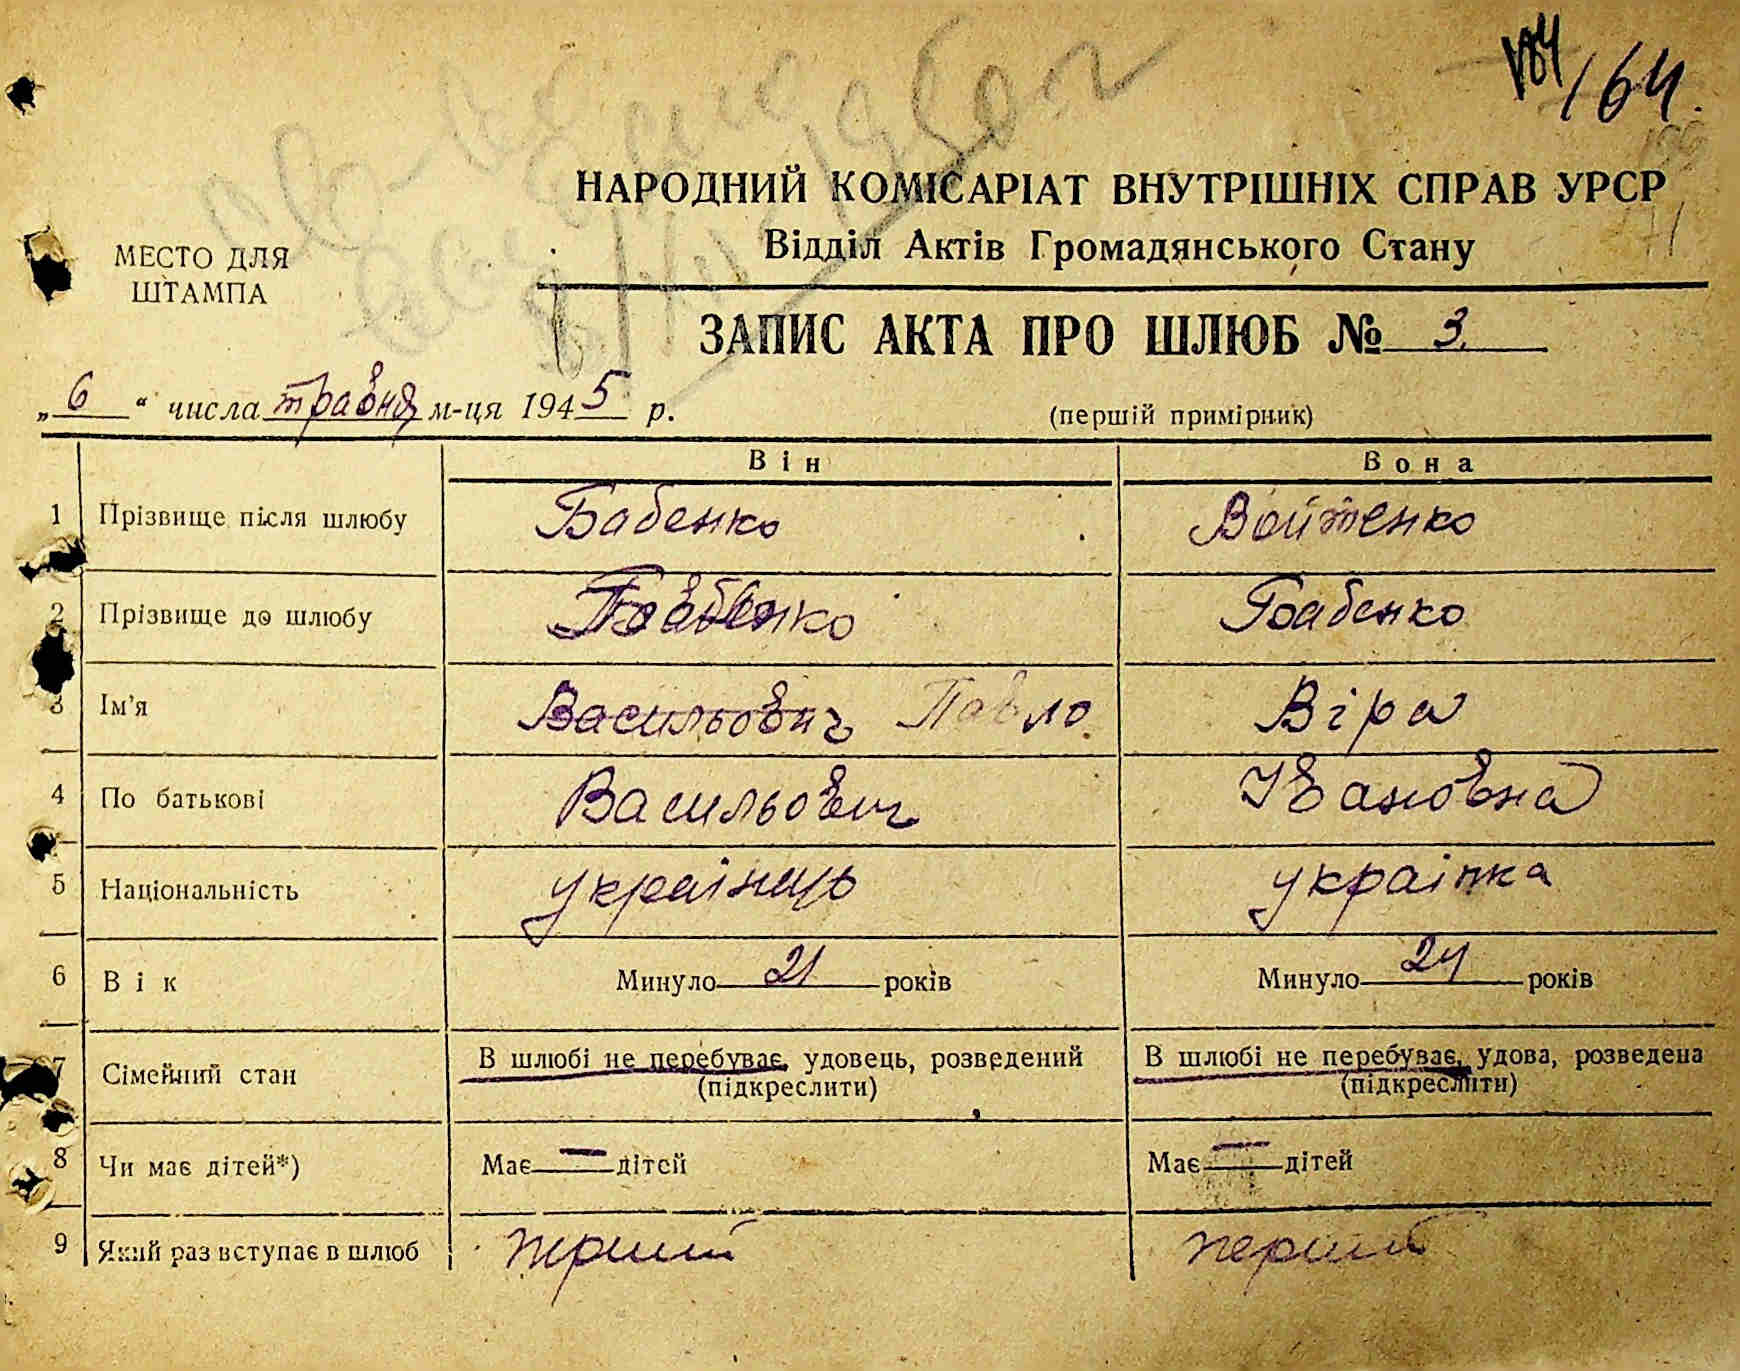 164.
НАРОДНИЙ КОМІСАРІАТ ВНУТРІШНІХ СПРАВ УРСР
Відділ Актів Громадянського Стану
МЕСТО ДЛЯ
ШТАМПА
ЗАПИС АКТА ПРО ШЛЮБ № 3.
„6“ числа травня м-ця 1945 р.
(першій примірник)
Він Вона
1 Прізвище після шлюбу Бабенко Войтенко
2 Прізвище до шлюбу Бабенко Бабенко
3 Ім'я Васильович Павло Віра
4 По батькові Васильович Івановна
5 Національність українець українка
6 Вік Минуло 21 років Минуло 24 років
7 Сімейний стан В шлюбі не перебуває, удовець, розведений В шлюбі не перебуває, удова, розведена
(підкреслити) (підкреслити)
8 Чи має дітей*) Має — дітей Має — дітей
9 Який раз вступає в шлюб перший перший